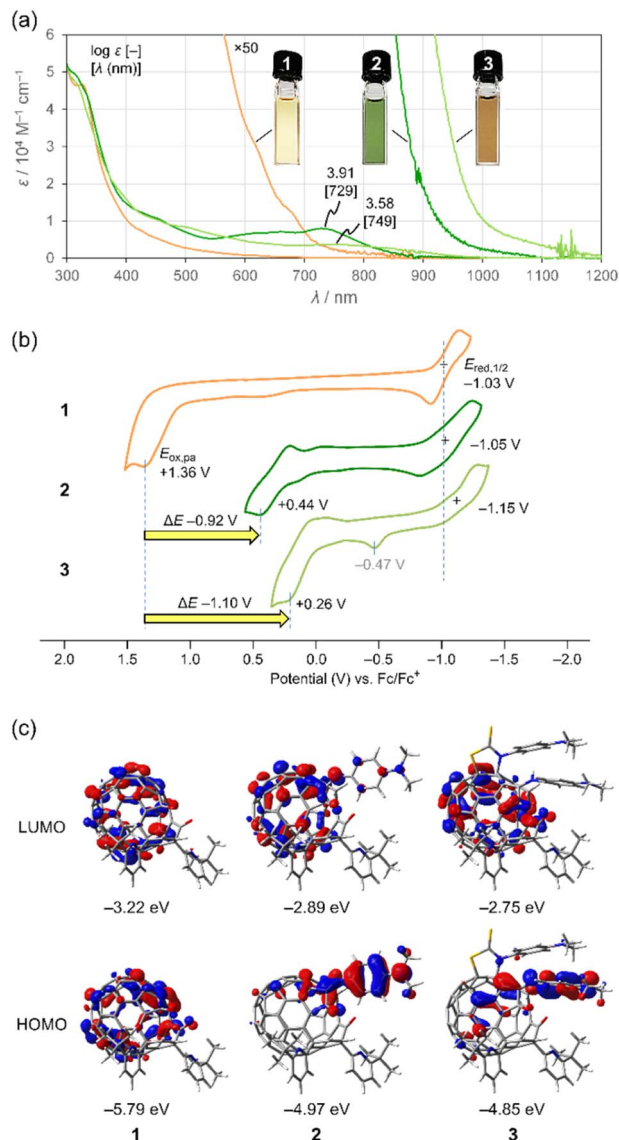 (a)
6
5
4
3
2
1
0
ε / 10⁴ M⁻¹ cm⁻¹
log ε [–]
[λ (nm)]
×50
1
2
3
3.91
[729]
3.58
[749]
300 400 500 600 700 800 900 1000 1100 1200
λ / nm
(b)
E red,1/2
−1.03 V
1
E ox,pa
+1.36 V
−1.05 V
2
ΔE −0.92 V
+0.44 V
−1.15 V
3
−0.47 V
ΔE −1.10 V
+0.26 V
2.0 1.5 1.0 0.5 0.0 −0.5 −1.0 −1.5 −2.0
Potential (V) vs. Fc/Fc⁺
(c)
LUMO
−3.22 eV −2.89 eV −2.75 eV
HOMO
−5.79 eV −4.97 eV −4.85 eV
1 2 3